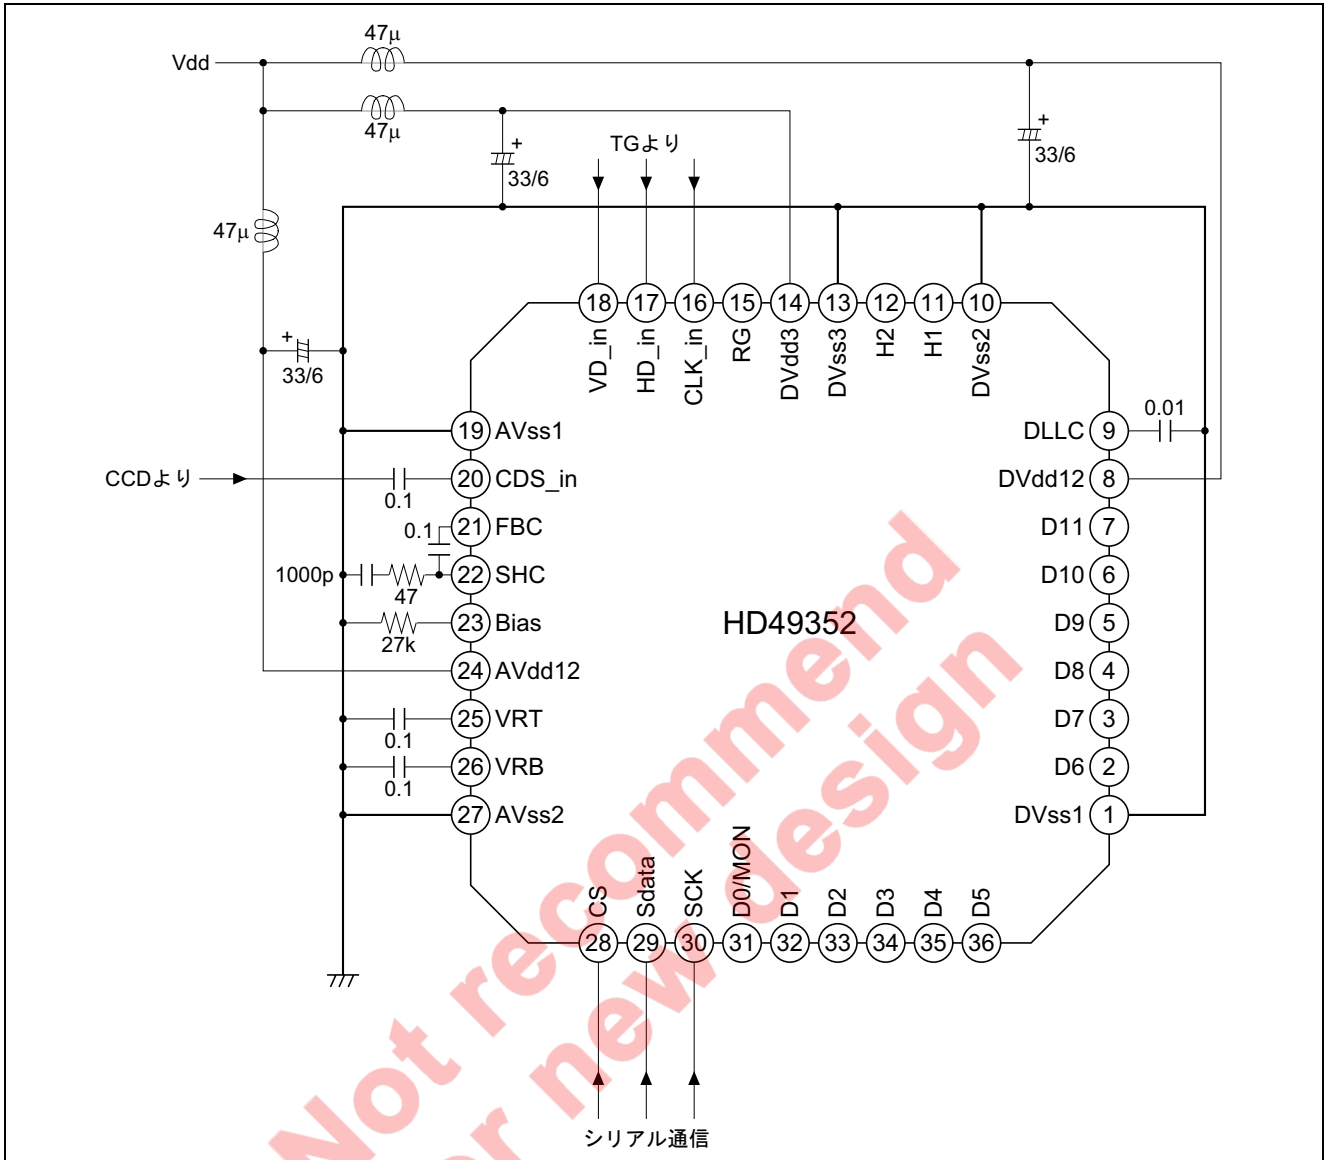 47μ
Vdd
47μ
+
33/6
TGより
+
33/6
47μ
+
33/6
18 17 16 15 14 13 12 11 10
VD_in HD_in CLK_in RG DVdd3 DVss3 H2 H1 DVss2
19 AVss1
CCDより
0.1
20 CDS_in
0.1
21 FBC
1000p
47
22 SHC
27k
23 Bias
24 AVdd12
0.1
25 VRT
0.1
26 VRB
27 AVss2
HD49352
0.01
DLLC 9
DVdd12 8
D11 7
D10 6
D9 5
D8 4
D7 3
D6 2
DVss1 1
CS Sdata SCK D0/MON D1 D2 D3 D4 D5
28 29 30 31 32 33 34 35 36
シリアル通信
Not recommend
er new design